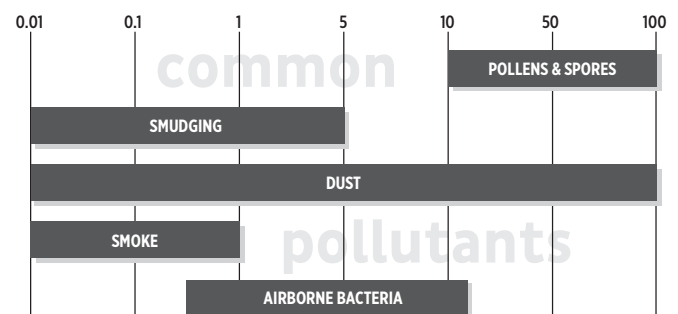 0.01 0.1 1 5 10 50 100
common
POLLENS & SPORES
SMUDGING
DUST
SMOKE
pollutants
AIRBORNE BACTERIA